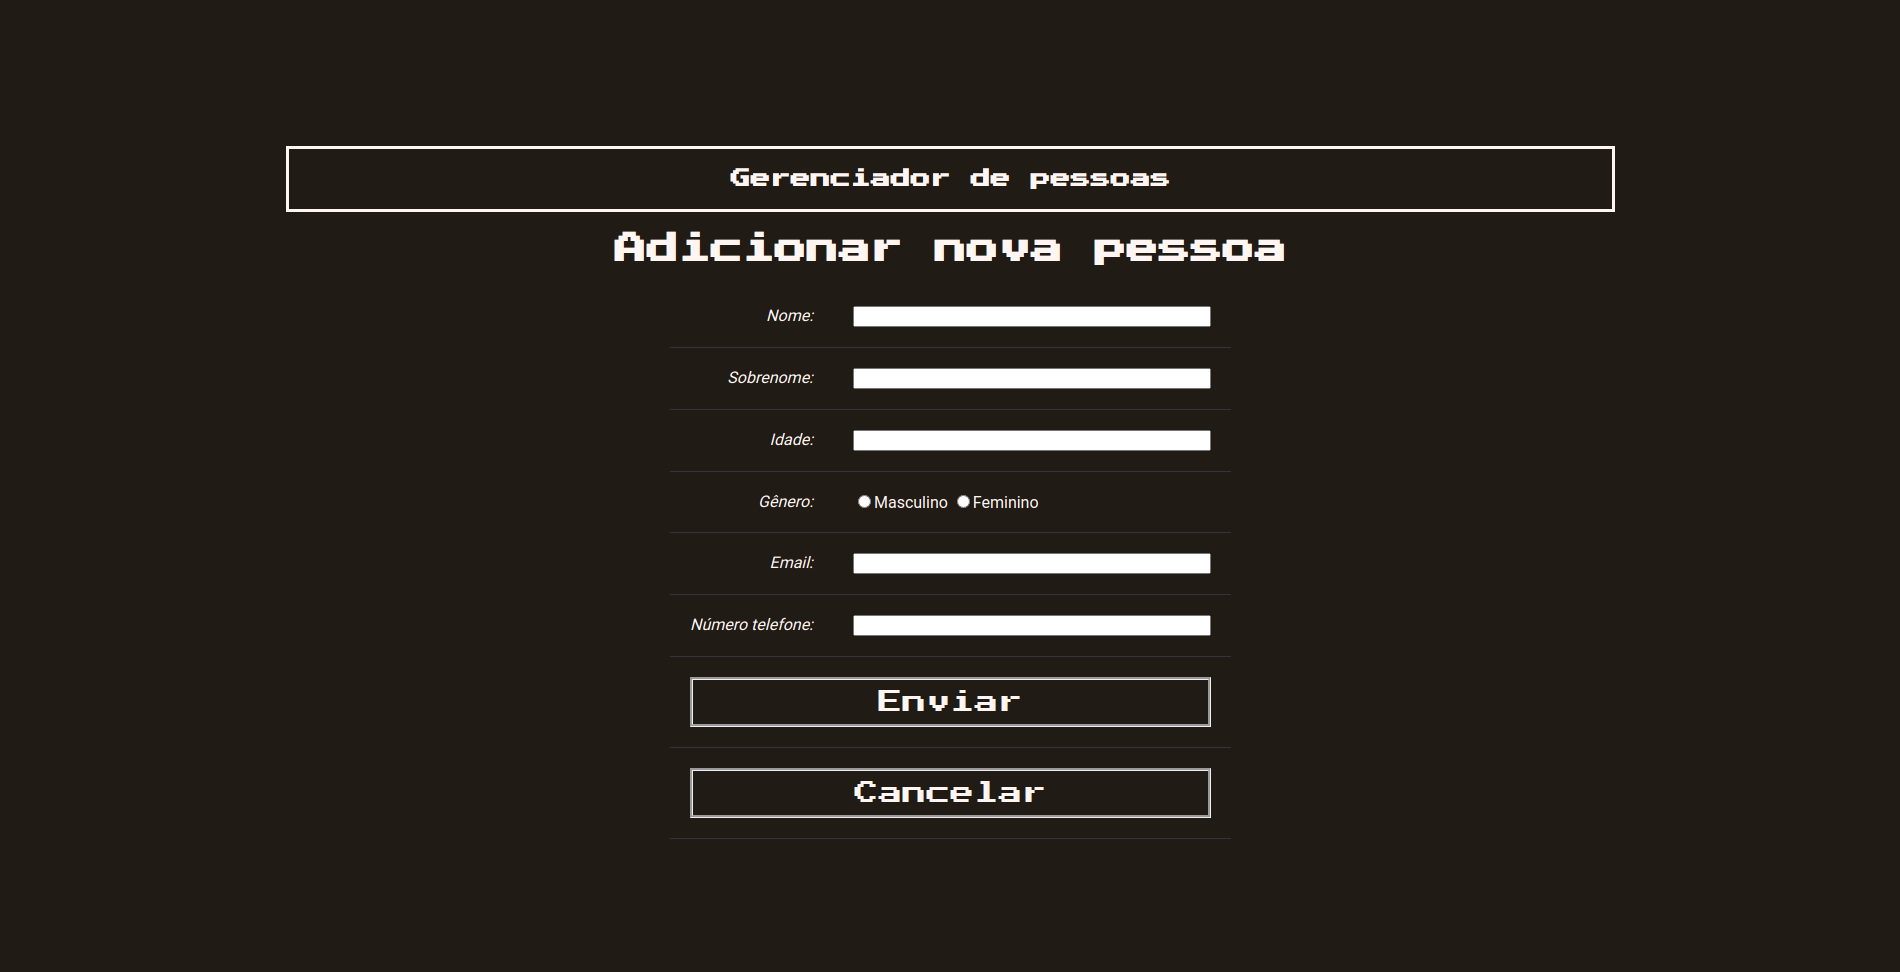 Gerenciador de pessoas
Adicionar nova pessoa
Nome:
Sobrenome:
Idade:
Gênero: Masculino Feminino
Email:
Número telefone:
Enviar
Cancelar